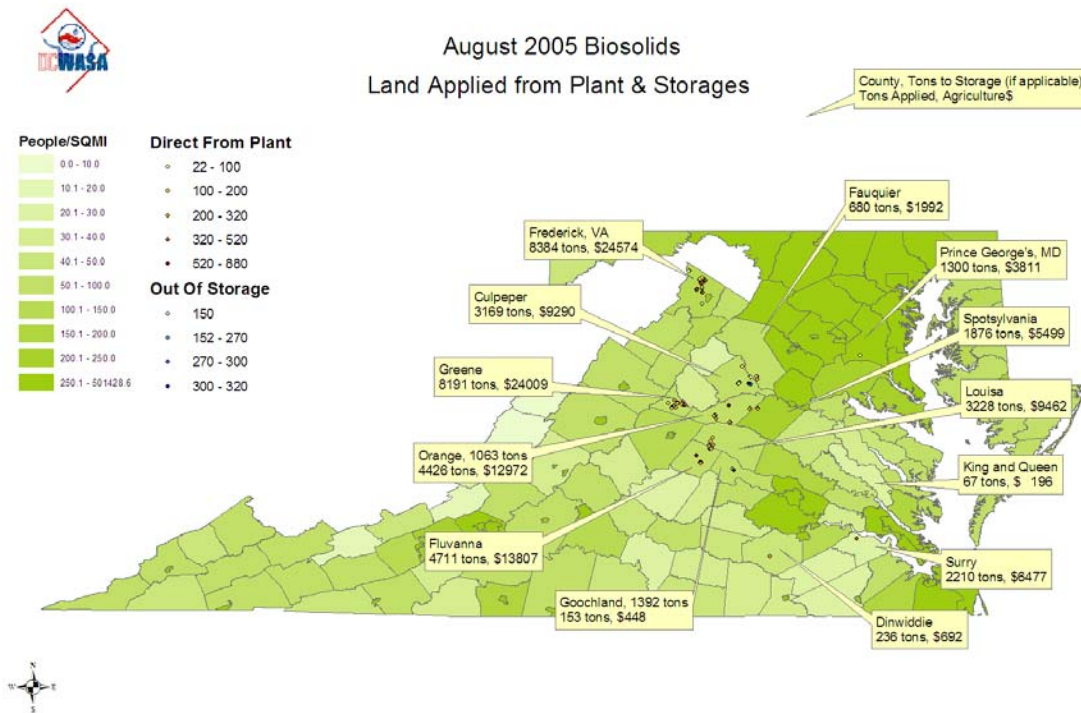 DCWASA
August 2005 Biosolids
Land Applied from Plant & Storages
County, Tons to Storage (if applicable)
Tons Applied, Agriculture$
People/SQMI
0.0 - 10.0
10.1 - 20.0
20.1 - 30.0
30.1 - 40.0
40.1 - 50.0
50.1 - 100.0
100.1 - 150.0
150.1 - 200.0
200.1 - 250.0
250.1 - 501428.6
Direct From Plant
22 - 100
100 - 200
200 - 320
320 - 520
520 - 880
Out Of Storage
150
152 - 270
270 - 300
300 - 320
Fauquier
680 tons, $1992
Frederick, VA
8384 tons, $24574
Prince George's, MD
1300 tons, $3811
Culpeper
3169 tons, $9290
Spotsylvania
1876 tons, $5499
Greene
8191 tons, $24009
Louisa
3228 tons, $9462
Orange, 1063 tons
4426 tons, $12972
King and Queen
67 tons, $ 196
Fluvanna
4711 tons, $13807
Surry
2210 tons, $6477
Goochland, 1392 tons
153 tons, $448
Dinwiddie
236 tons, $692
N
W E
S